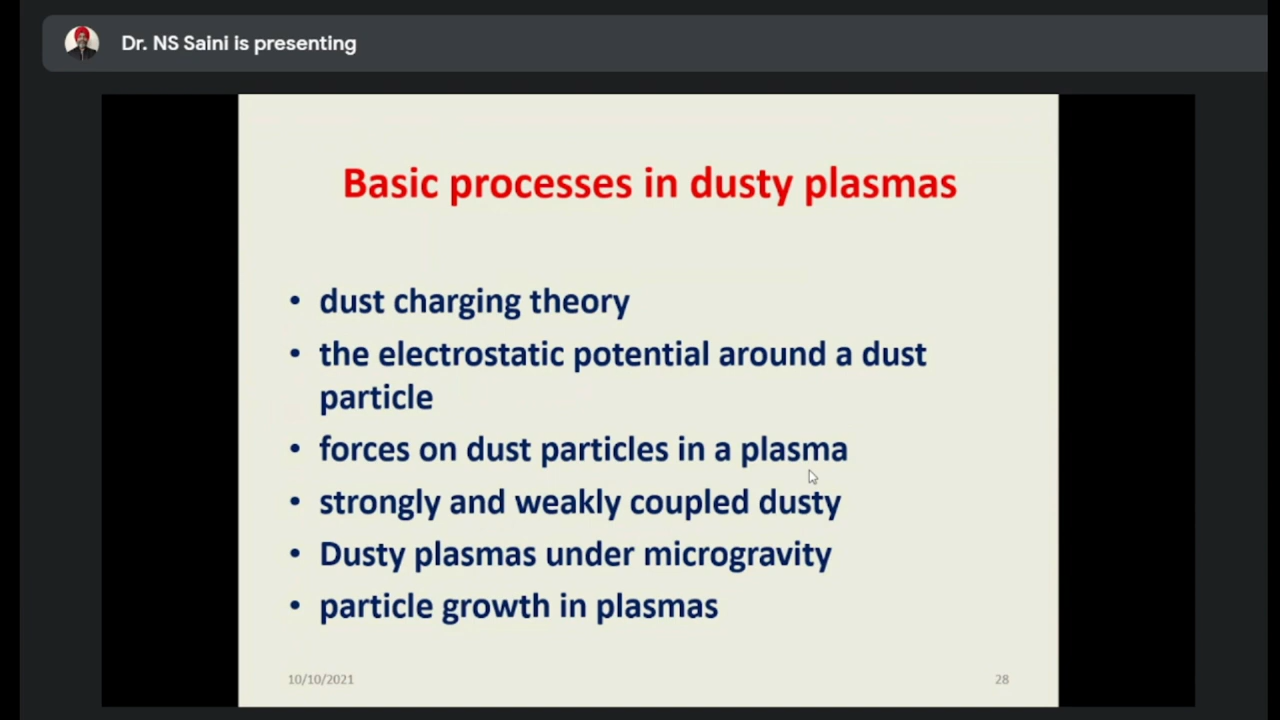 Dr. NS Saini is presenting
Basic processes in dusty plasmas
• dust charging theory
• the electrostatic potential around a dust
particle
• forces on dust particles in a plasma
• strongly and weakly coupled dusty
• Dusty plasmas under microgravity
• particle growth in plasmas
10/10/2021
28